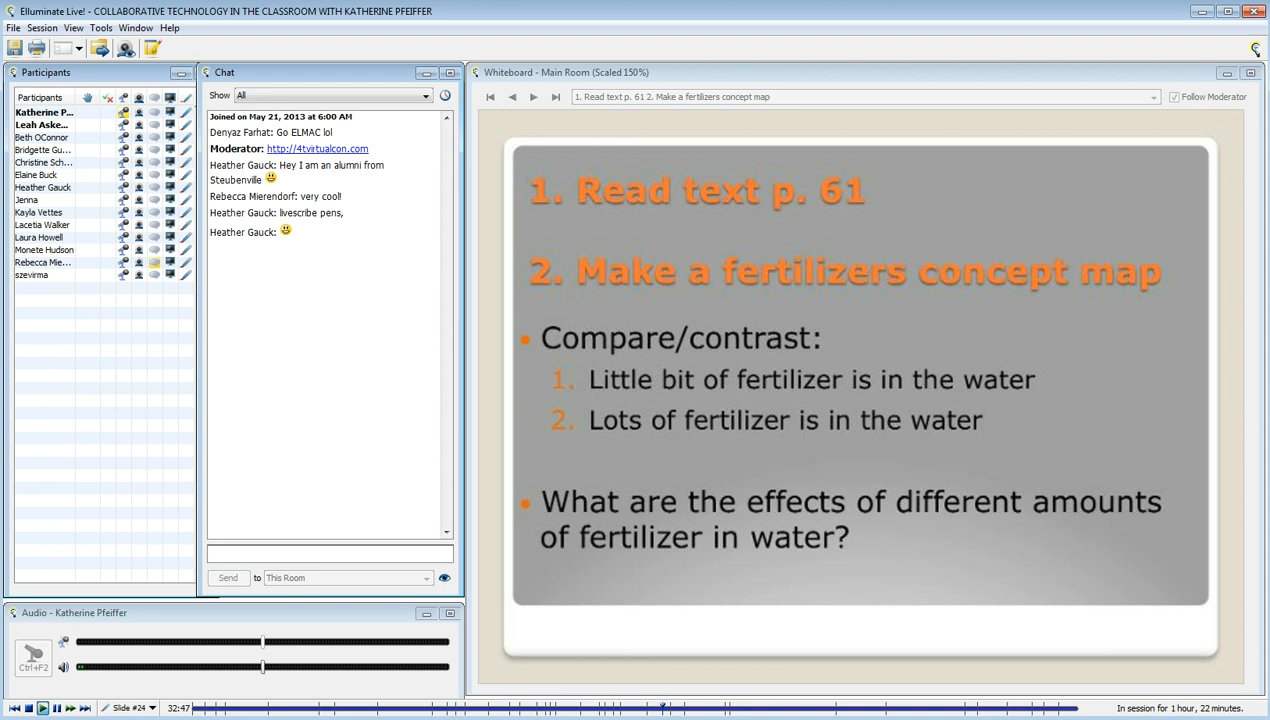 Elluminate Live! - COLLABORATIVE TECHNOLOGY IN THE CLASSROOM WITH KATHERINE PFEIFFER
File Session View Tools Window Help
Participants
Participants
Katherine P...
Leah Aske...
Beth OConnor
Bridgette Gu...
Christine Sch...
Elaine Buck
Heather Gauck
Jenna
Kayla Vettes
Lacetia Walker
Laura Howell
Monete Hudson
Rebecca Mie...
szevirma
Chat
Show All
Joined on May 21, 2013 at 6:00 AM
Denyaz Farhat: Go ELMAC lol
Moderator: http://4tvirtualcon.com
Heather Gauck: Hey I am an alumni from
Steubenville
Rebecca Mierendorf: very cool!
Heather Gauck: livescribe pens,
Heather Gauck:
Send to This Room
Audio - Katherine Pfeiffer
Ctrl+F2
Whiteboard - Main Room (Scaled 150%)
1. Read text p. 61 2. Make a fertilizers concept map
Follow Moderator
1. Read text p. 61
2. Make a fertilizers concept map
• Compare/contrast:
1. Little bit of fertilizer is in the water
2. Lots of fertilizer is in the water
• What are the effects of different amounts
of fertilizer in water?
Slide #24 32:47
In session for 1 hour, 22 minutes.